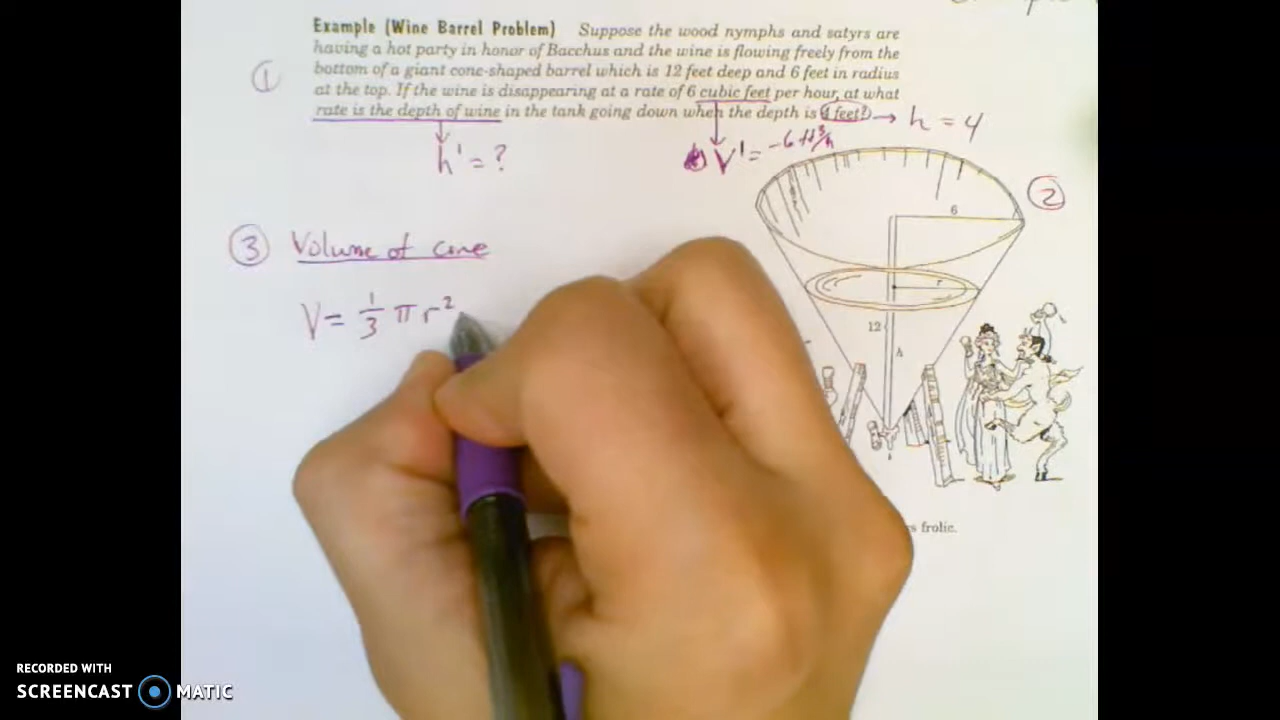 Example (Wine Barrel Problem) Suppose the wood nymphs and satyrs are
having a hot party in honor of Bacchus and the wine is flowing freely from the
bottom of a giant cone-shaped barrel which is 12 feet deep and 6 feet in radius
at the top. If the wine is disappearing at a rate of 6 cubic feet per hour, at what
rate is the depth of wine in the tank going down when the depth is 4 feet? → h = 4
①
h' = ?
V' = -6 ft³/h
②
6
r
12
h
③ Volume of cone
V = 1/3 π r²
s frolic.
RECORDED WITH
SCREENCAST MATIC